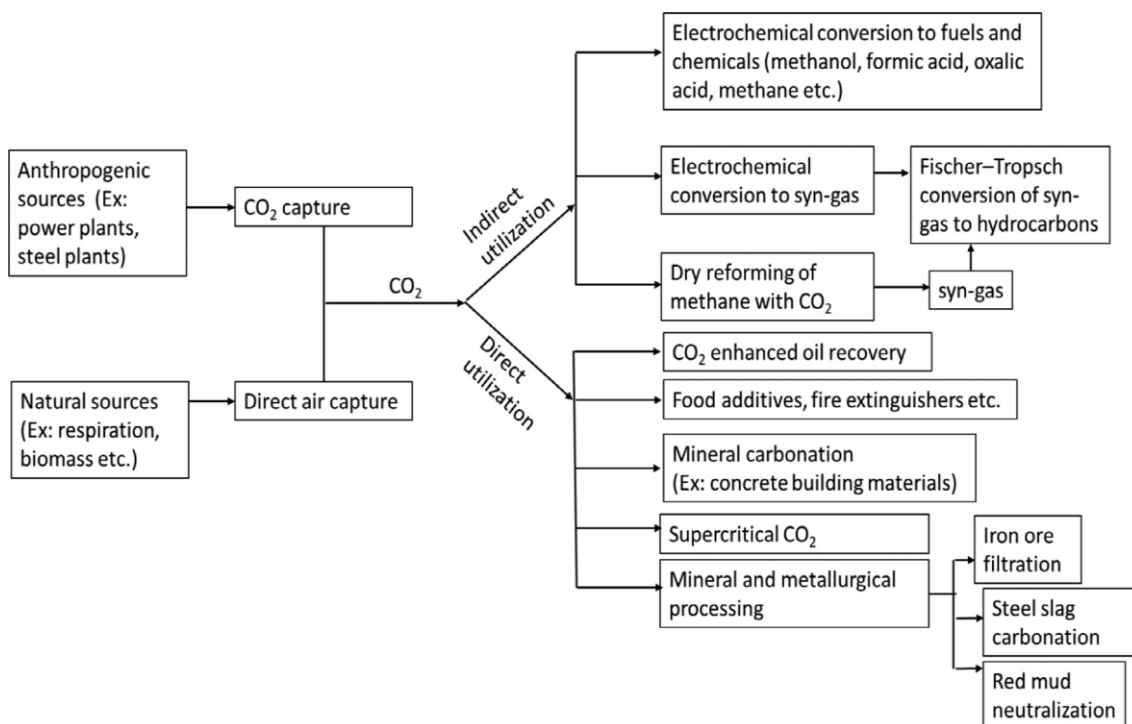 Anthropogenic
sources (Ex:
power plants,
steel plants)
CO₂ capture
Natural sources
(Ex: respiration,
biomass etc.)
Direct air capture
CO₂
Indirect
utilization
Direct
utilization
Electrochemical conversion to fuels and
chemicals (methanol, formic acid, oxalic
acid, methane etc.)
Electrochemical
conversion to syn-gas
Fischer–Tropsch
conversion of syn-
gas to hydrocarbons
Dry reforming of
methane with CO₂
syn-gas
CO₂ enhanced oil recovery
Food additives, fire extinguishers etc.
Mineral carbonation
(Ex: concrete building materials)
Supercritical CO₂
Mineral and metallurgical
processing
Iron ore
filtration
Steel slag
carbonation
Red mud
neutralization